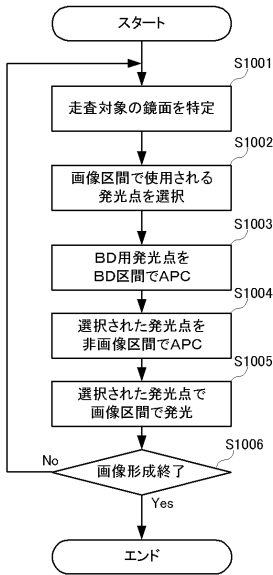 スタート
S1001
走査対象の鏡面を特定
S1002
画像区間で使用される
発光点を選択
S1003
BD用発光点を
BD区間でAPC
S1004
選択された発光点を
非画像区間でAPC
S1005
選択された発光点で
画像区間で発光
S1006
No
画像形成終了
Yes
エンド